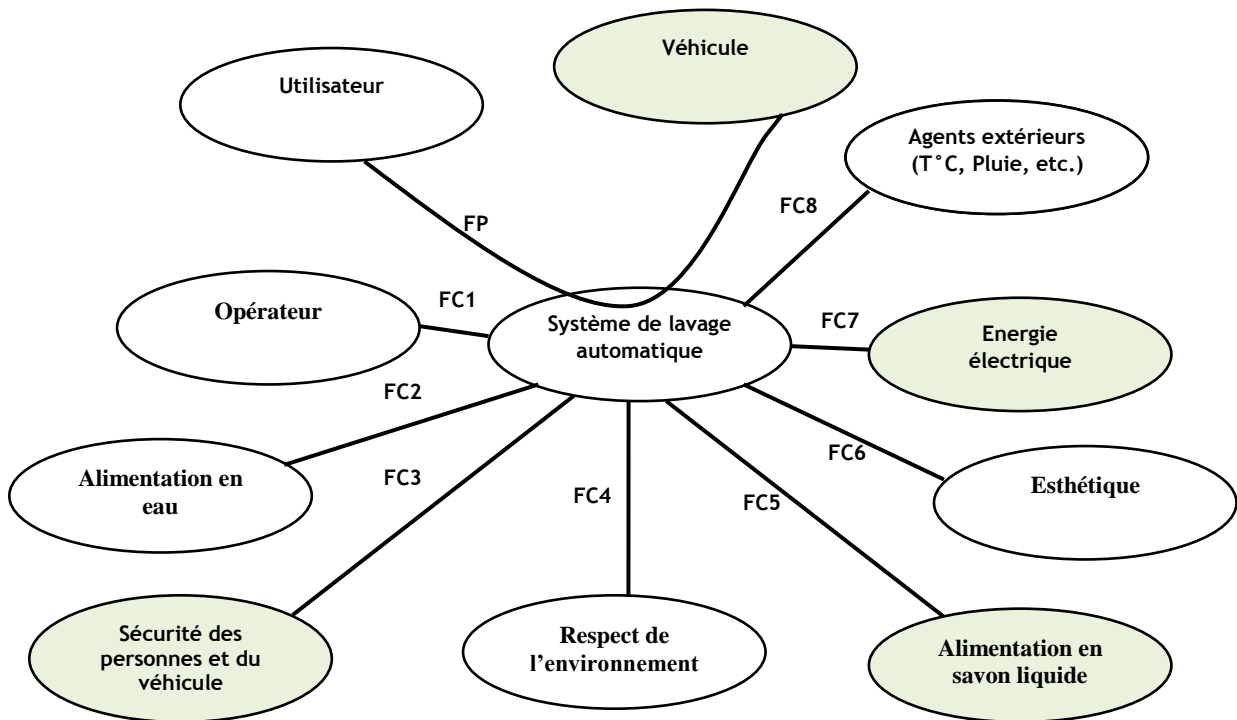 Véhicule
Utilisateur
Agents extérieurs
(T°C, Pluie, etc.)
FC8
FP
Opérateur
FC1
Système de lavage
automatique
FC7
Energie
électrique
FC2
Alimentation en
eau
FC3
FC4
FC5
FC6
Esthétique
Sécurité des
personnes et du
véhicule
Respect de
l’environnement
Alimentation en
savon liquide